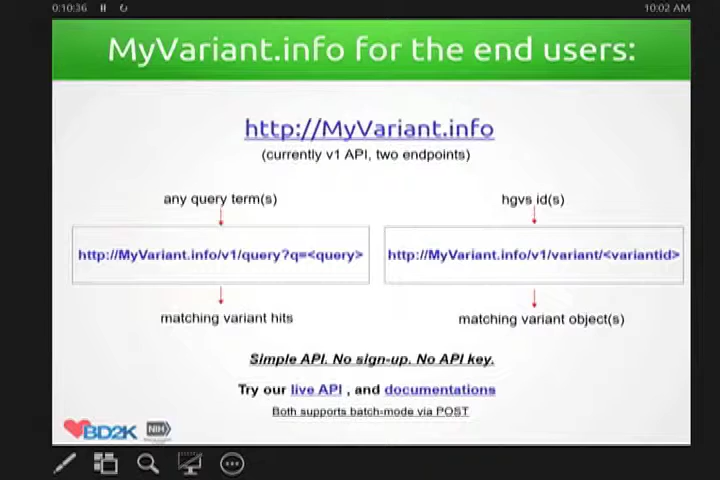 0:10:36
10:02 AM
MyVariant.info for the end users:
http://MyVariant.info
(currently v1 API, two endpoints)
any query term(s)
hgvs id(s)
http://MyVariant.info/v1/query?q=<query>
http://MyVariant.info/v1/variant/<variantid>
matching variant hits
matching variant object(s)
Simple API. No sign-up. No API key.
Try our live API , and documentations
Both supports batch-mode via POST
BD2K
NIH